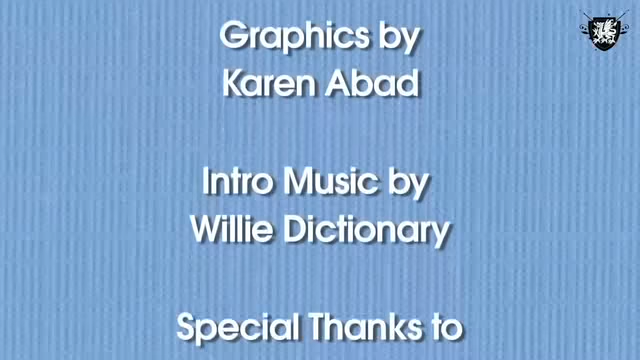 Graphics by
Karen Abad
Intro Music by
Willie Dictionary
Special Thanks to